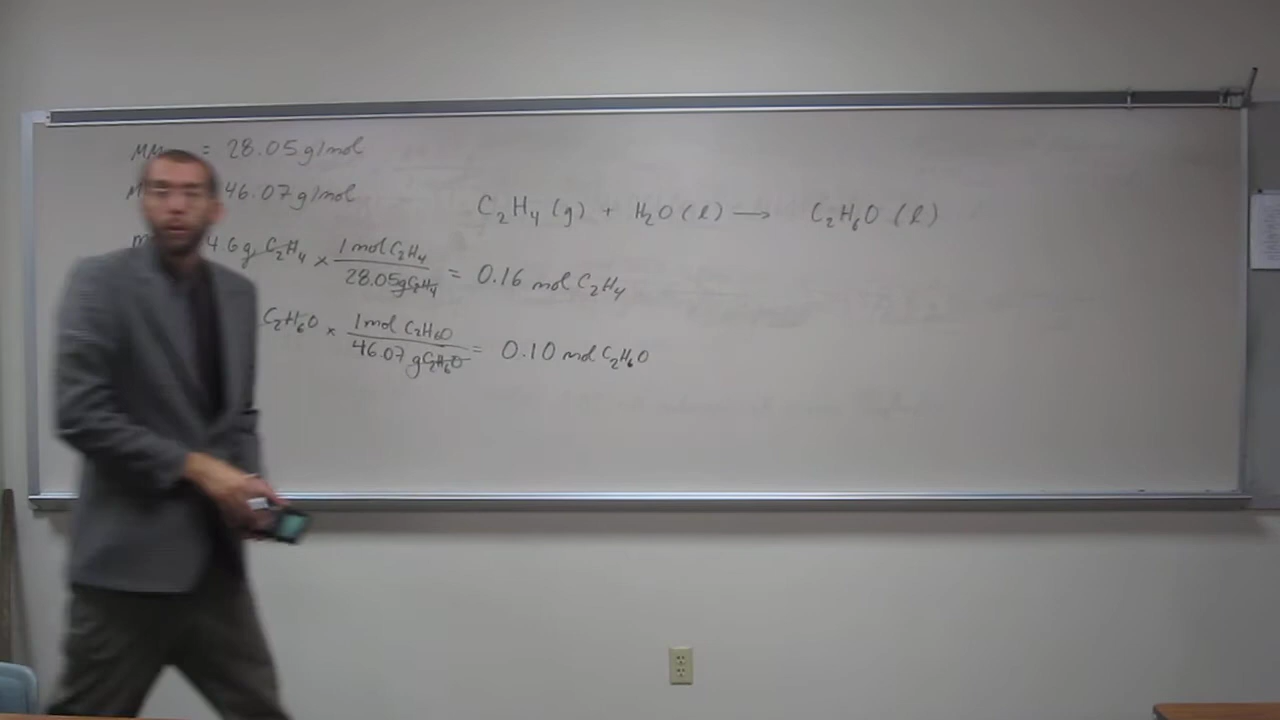 MM = 28.05 g/mol
46.07 g/mol
C₂H₄ (g) + H₂O (l) → C₂H₆O (l)
4.6 g C₂H₄ × 1 mol C₂H₄ / 28.05 g C₂H₄ = 0.16 mol C₂H₄
C₂H₆O × 1 mol C₂H₆O / 46.07 g C₂H₆O = 0.10 mol C₂H₆O